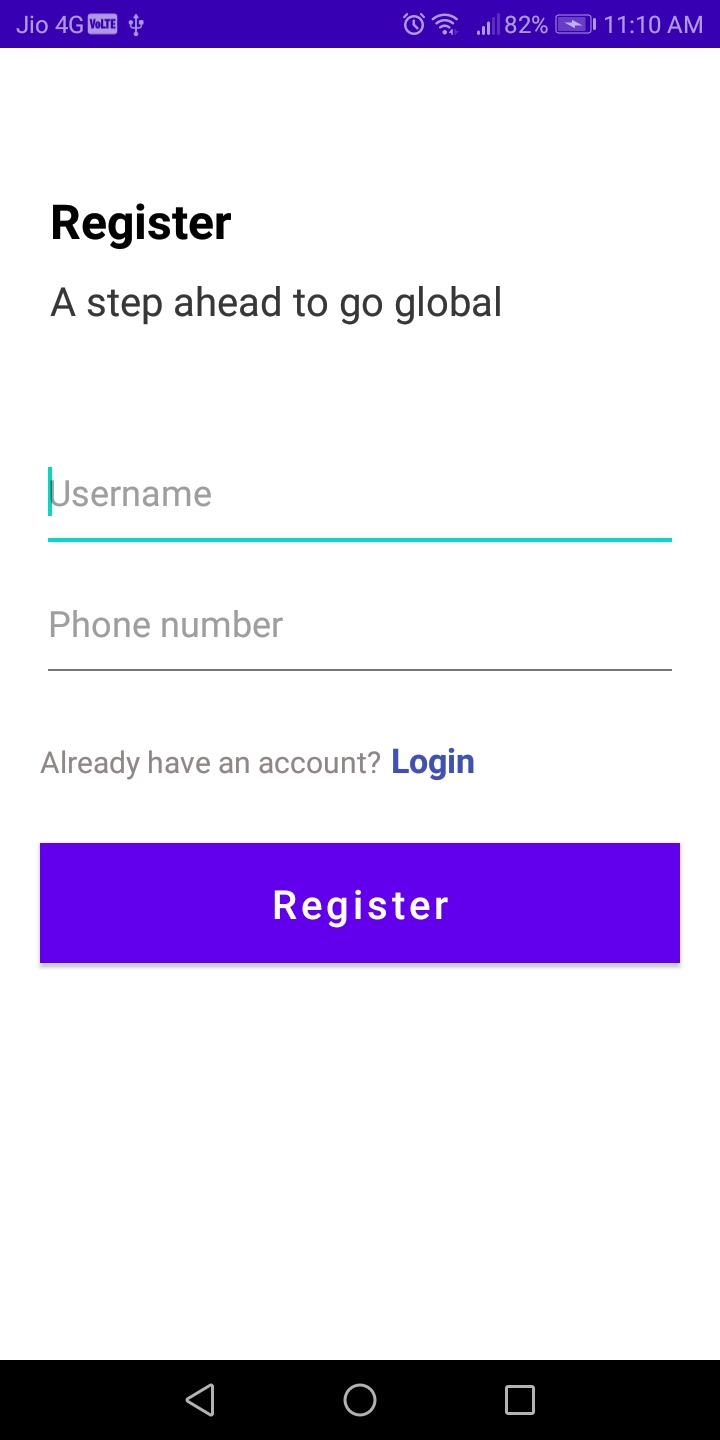 Jio 4G VoLTE 82% 11:10 AM
Register
A step ahead to go global
Username
Phone number
Already have an account? Login
Register